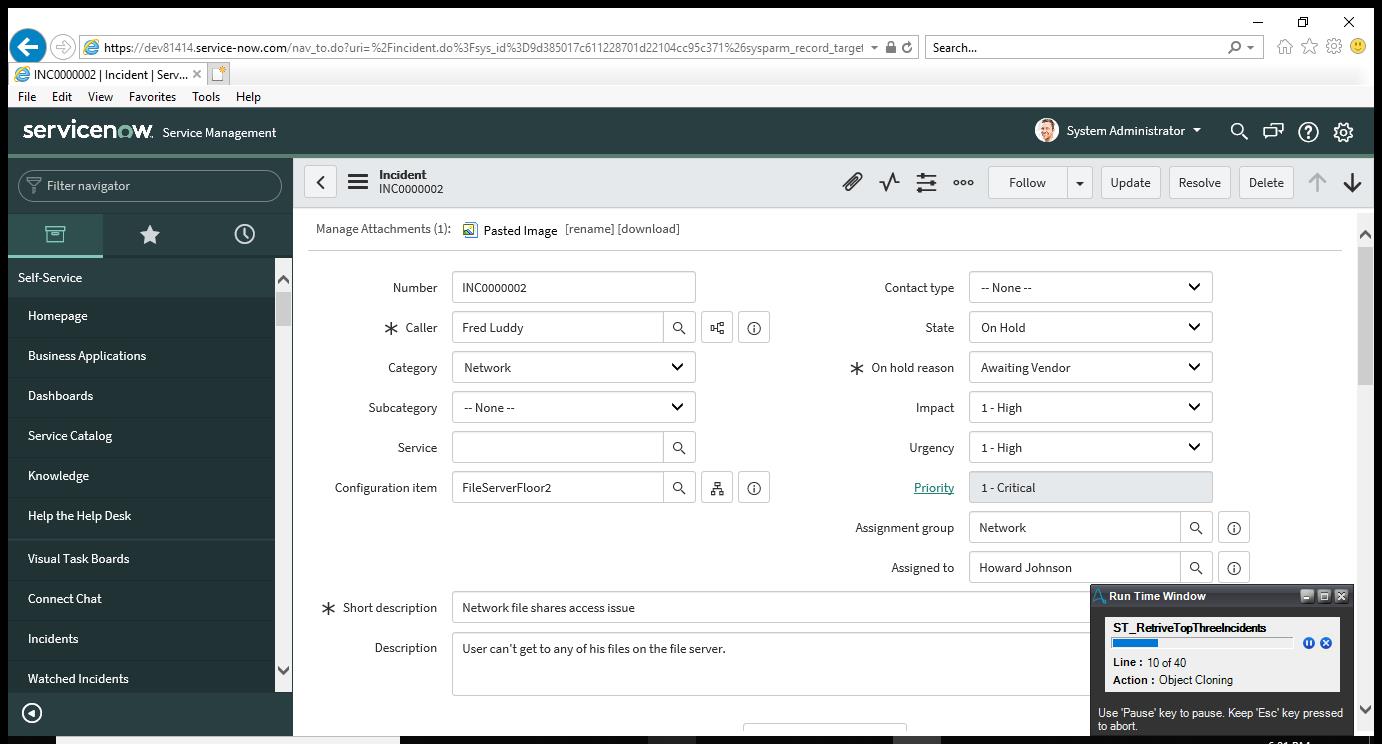 https://dev81414.service-now.com/nav_to.do?uri=%2Fincident.do%3Fsys_id%3D9d385017c611228701d22104cc95c371%26sysparm_record_target
Search...
INC0000002 | Incident | Serv...
File Edit View Favorites Tools Help
servicenow Service Management
System Administrator
Filter navigator
Self-Service
Homepage
Business Applications
Dashboards
Service Catalog
Knowledge
Help the Help Desk
Visual Task Boards
Connect Chat
Incidents
Watched Incidents
Incident
INC0000002
Follow Update Resolve Delete
Manage Attachments (1): Pasted Image [rename] [download]
Number INC0000002
Caller Fred Luddy
Category Network
Subcategory -- None --
Service
Configuration item FileServerFloor2
Contact type -- None --
State On Hold
On hold reason Awaiting Vendor
Impact 1 - High
Urgency 1 - High
Priority 1 - Critical
Assignment group Network
Assigned to Howard Johnson
Short description Network file shares access issue
Description User can't get to any of his files on the file server.
Run Time Window
ST_RetriveTopThreeIncidents
Line : 10 of 40
Action : Object Cloning
Use 'Pause' key to pause. Keep 'Esc' key pressed
to abort.